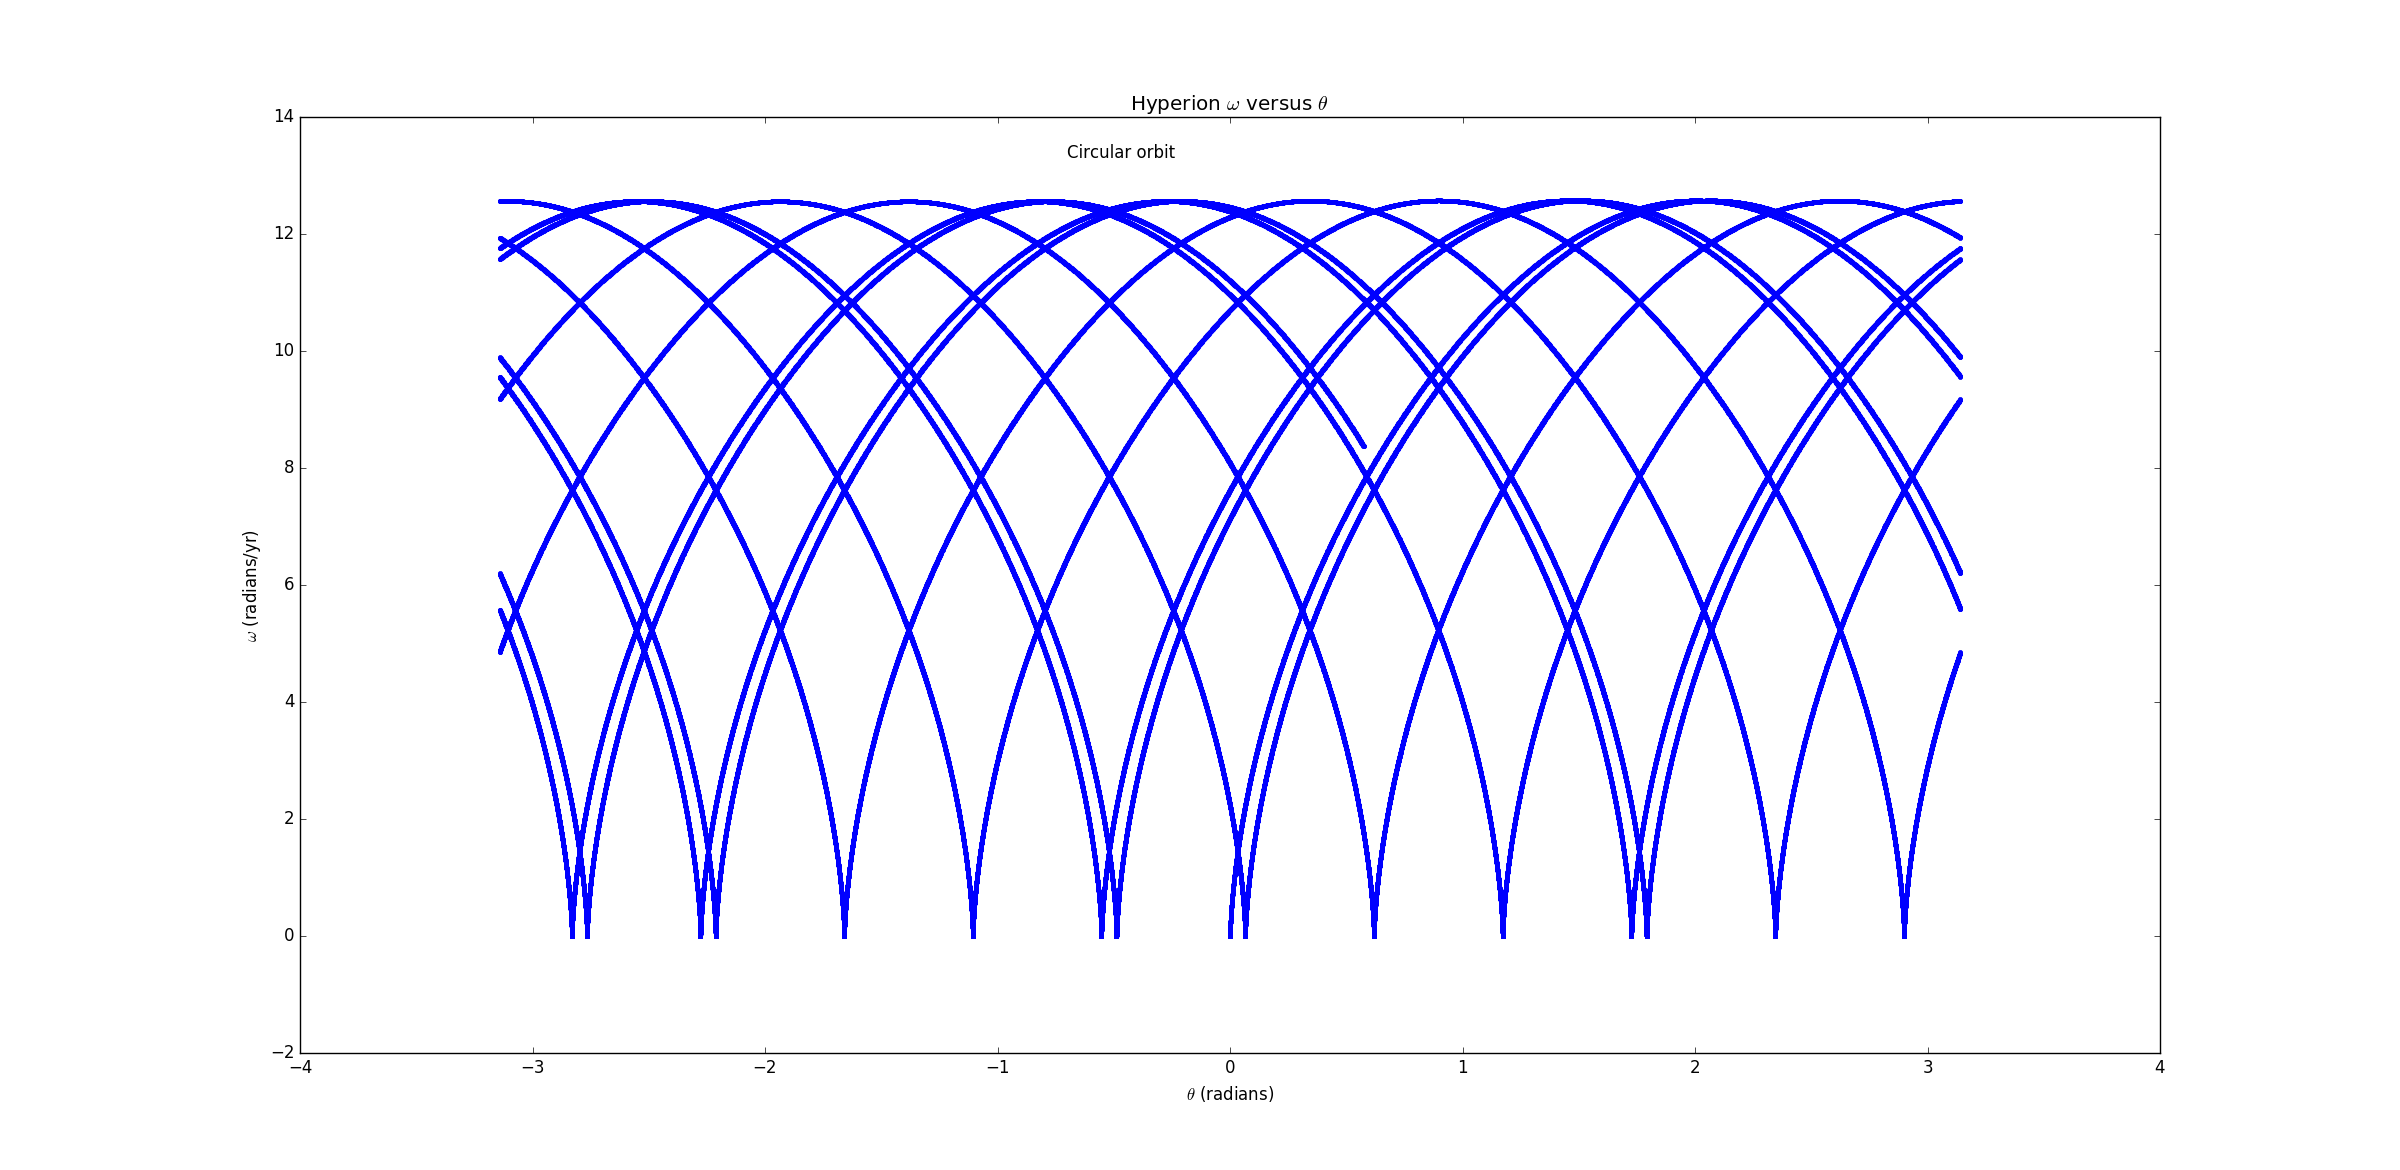 Hyperion ω versus θ
Circular orbit
14
12
10
8
6
4
2
0
−2
ω (radians/yr)
−4 −3 −2 −1 0 1 2 3 4
θ (radians)